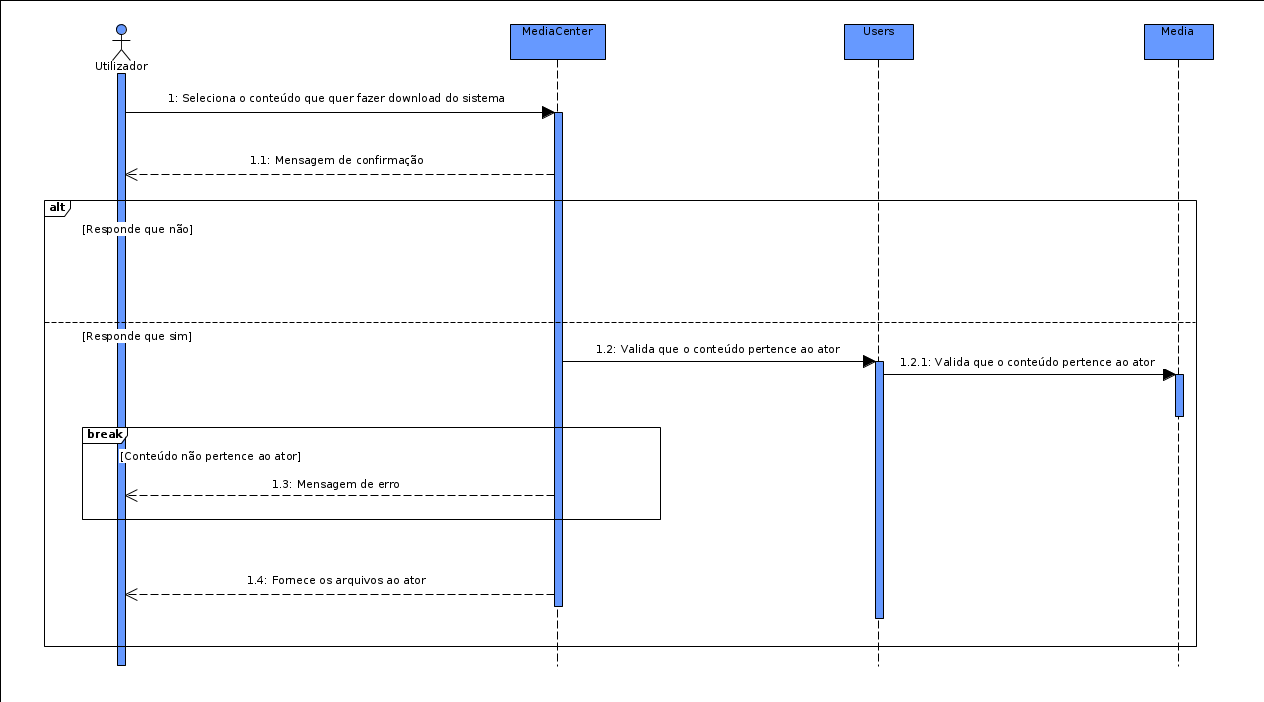 Utilizador
MediaCenter
Users
Media
1: Seleciona o conteúdo que quer fazer download do sistema
1.1: Mensagem de confirmação
alt
[Responde que não]
[Responde que sim]
1.2: Valida que o conteúdo pertence ao ator
1.2.1: Valida que o conteúdo pertence ao ator
break
[Conteúdo não pertence ao ator]
1.3: Mensagem de erro
1.4: Fornece os arquivos ao ator